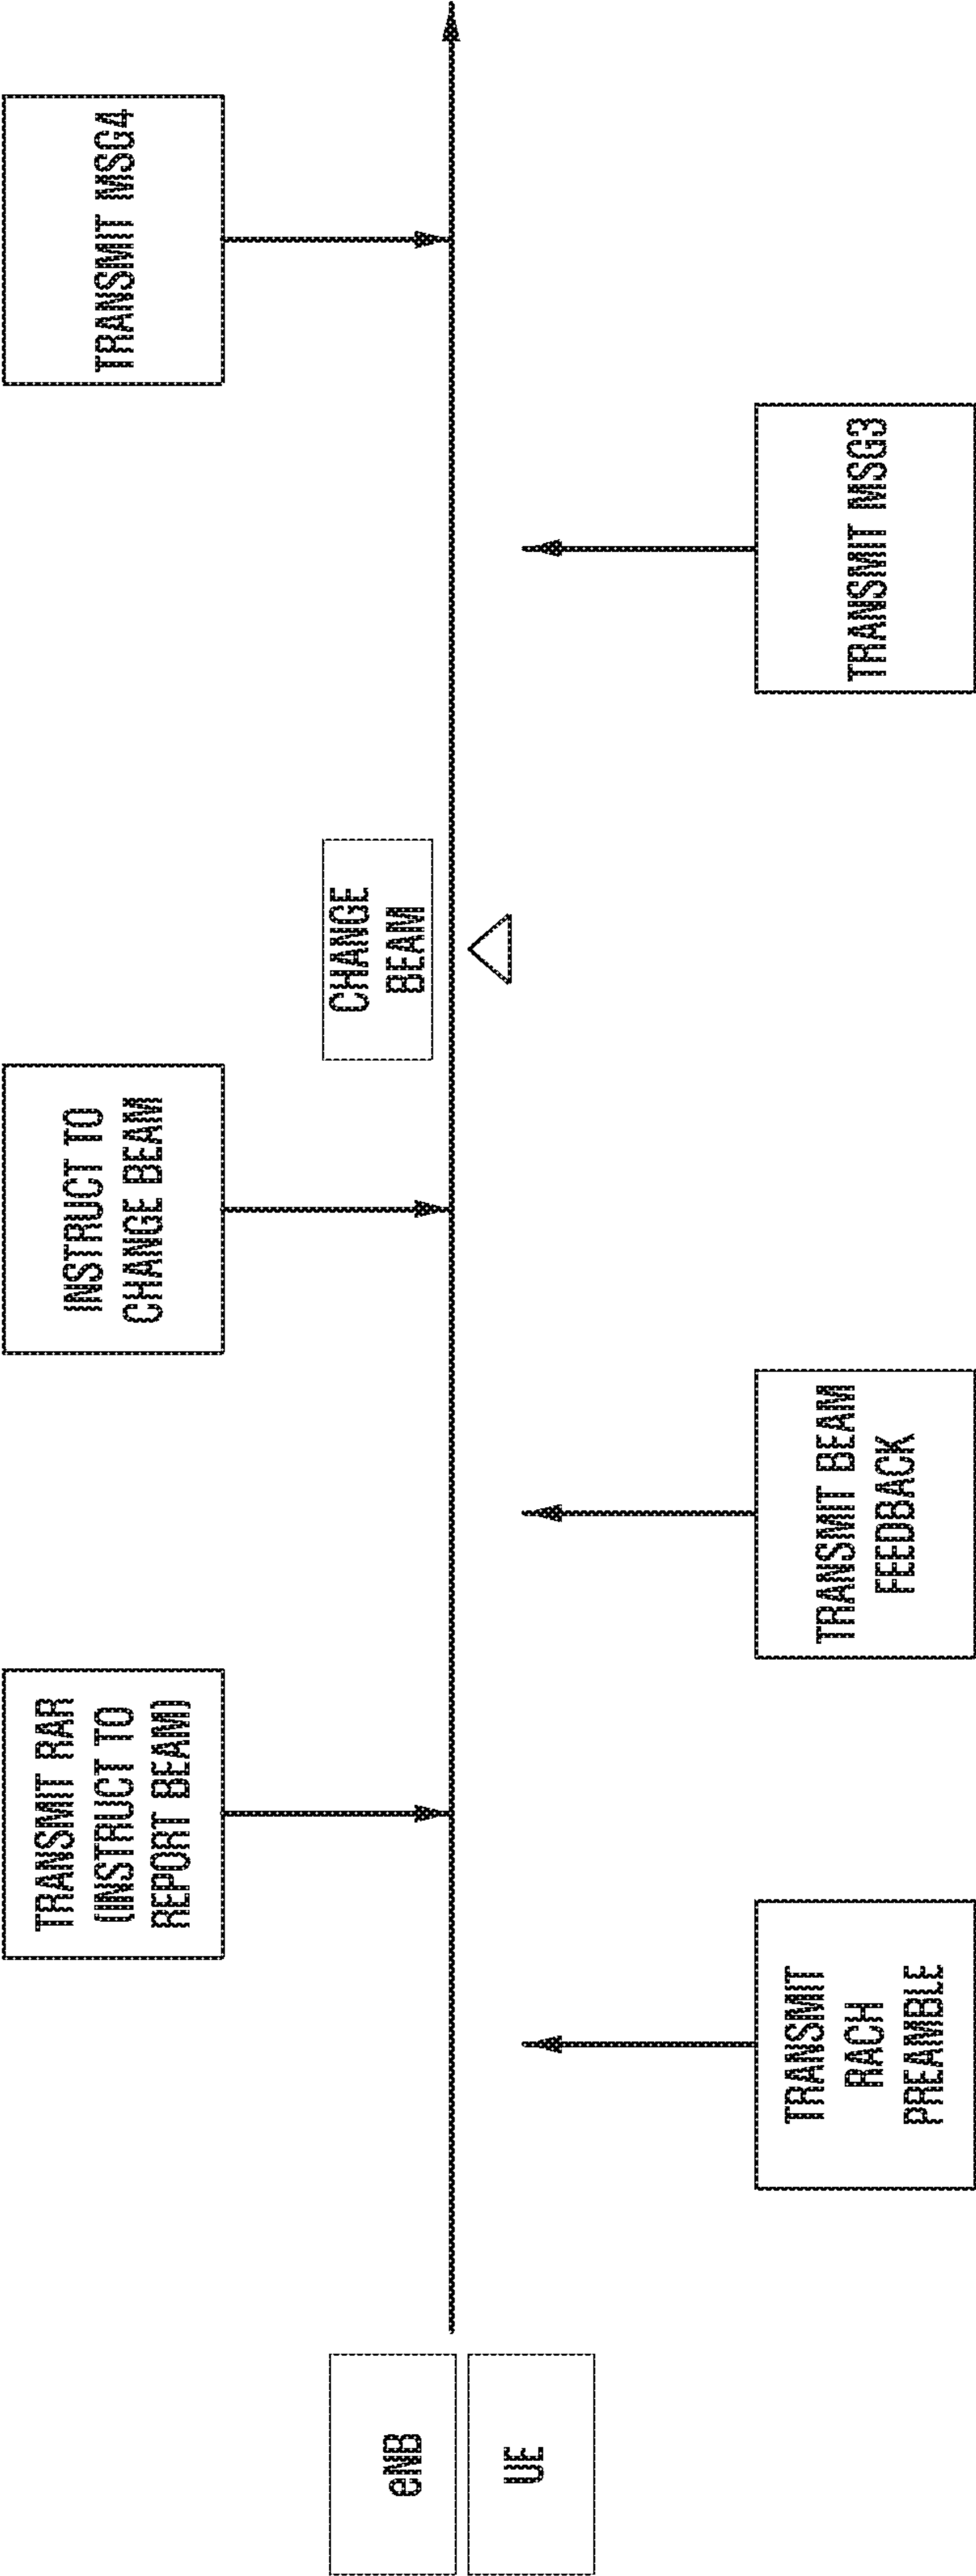 TRANSMIT RAR
(INSTRUCT TO
REPORT BEAM)
INSTRUCT TO
CHANGE BEAM
TRANSMIT MSG4
CHANGE
BEAM
eNB
UE
TRANSMIT
RACH
PREAMBLE
TRANSMIT BEAM
FEEDBACK
TRANSMIT MSG3